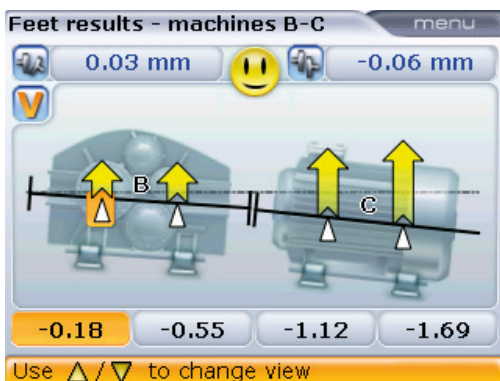 Feet results - machines B-C menu
0.03 mm -0.06 mm
V
B
C
-0.18 -0.55 -1.12 -1.69
Use △/▽ to change view